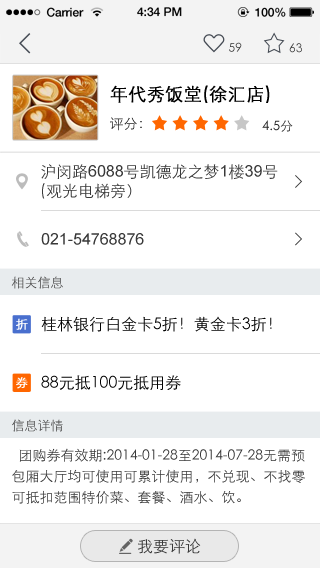 Carrier 4:34 PM 100%
59 63
年代秀饭堂(徐汇店)
评分: 4.5分
沪闵路6088号凯德龙之梦1楼39号
(观光电梯旁)
021-54768876
相关信息
折 桂林银行白金卡5折！黄金卡3折！
券 88元抵100元抵用券
信息详情
团购券有效期:2014-01-28至2014-07-28无需预
包厢大厅均可使用可累计使用，不兑现、不找零
可抵扣范围特价菜、套餐、酒水、饮。
我要评论